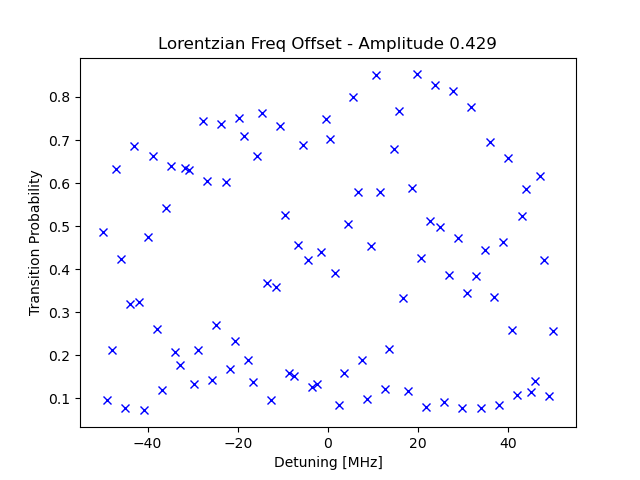 Lorentzian Freq Offset - Amplitude 0.429
Transition Probability
0.8
0.7
0.6
0.5
0.4
0.3
0.2
0.1
−40 −20 0 20 40
Detuning [MHz]